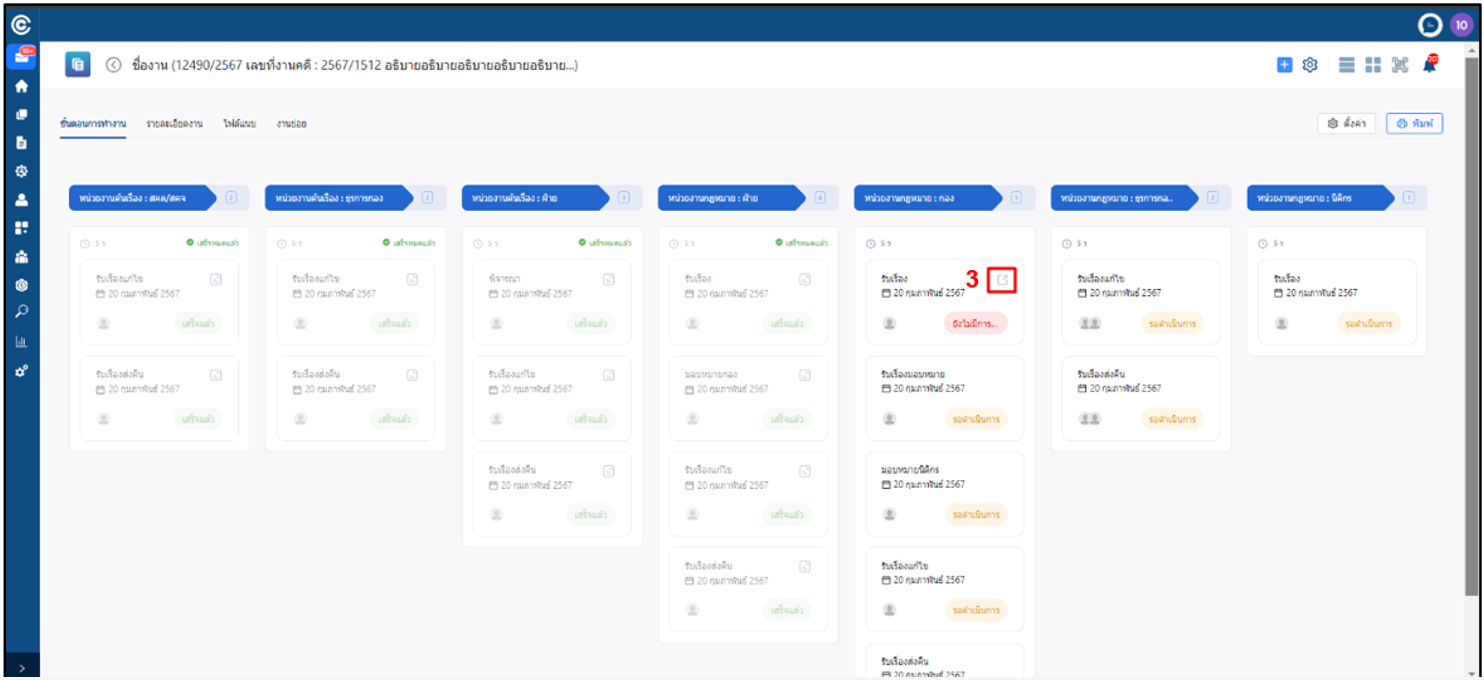 10
99+
ชื่องาน (12490/2567 เลขที่งานคดี : 2567/1512 อธิบายอธิบายอธิบายอธิบายอธิบาย...)
ขั้นตอนการทำงาน รายละเอียดงาน ไฟล์แนบ งานย่อย
ตั้งค่า พิมพ์
หน่วยงานต้นเรื่อง : สคค/สคจ 2
หน่วยงานต้นเรื่อง : ธุรการกอง 2
หน่วยงานต้นเรื่อง : ฝ่าย 3
หน่วยงานกฎหมาย : ฝ่าย 4
หน่วยงานกฎหมาย : กอง 5
หน่วยงานกฎหมาย : ธุรการกอ... 2
หน่วยงานกฎหมาย : นิติกร 1
5 ว เสร็จหมดแล้ว
รับเรื่องแก้ไข
20 กุมภาพันธ์ 2567
เสร็จแล้ว
รับเรื่องส่งคืน
20 กุมภาพันธ์ 2567
เสร็จแล้ว
5 ว เสร็จหมดแล้ว
รับเรื่องแก้ไข
20 กุมภาพันธ์ 2567
เสร็จแล้ว
รับเรื่องส่งคืน
20 กุมภาพันธ์ 2567
เสร็จแล้ว
5 ว เสร็จหมดแล้ว
พิจารณา
20 กุมภาพันธ์ 2567
เสร็จแล้ว
รับเรื่องแก้ไข
20 กุมภาพันธ์ 2567
เสร็จแล้ว
รับเรื่องส่งคืน
20 กุมภาพันธ์ 2567
เสร็จแล้ว
5 ว เสร็จหมดแล้ว
รับเรื่อง
20 กุมภาพันธ์ 2567
เสร็จแล้ว
มอบหมายกอง
20 กุมภาพันธ์ 2567
เสร็จแล้ว
รับเรื่องแก้ไข
20 กุมภาพันธ์ 2567
เสร็จแล้ว
รับเรื่องส่งคืน
20 กุมภาพันธ์ 2567
เสร็จแล้ว
5 ว
รับเรื่อง 3
20 กุมภาพันธ์ 2567
ยังไม่มีการ...
รับเรื่องมอบหมาย
20 กุมภาพันธ์ 2567
รอดำเนินการ
มอบหมายนิติกร
20 กุมภาพันธ์ 2567
รอดำเนินการ
รับเรื่องแก้ไข
20 กุมภาพันธ์ 2567
รอดำเนินการ
รับเรื่องส่งคืน
20 กุมภาพันธ์ 2567
5 ว
รับเรื่องแก้ไข
20 กุมภาพันธ์ 2567
รอดำเนินการ
รับเรื่องส่งคืน
20 กุมภาพันธ์ 2567
รอดำเนินการ
5 ว
รับเรื่อง
20 กุมภาพันธ์ 2567
รอดำเนินการ